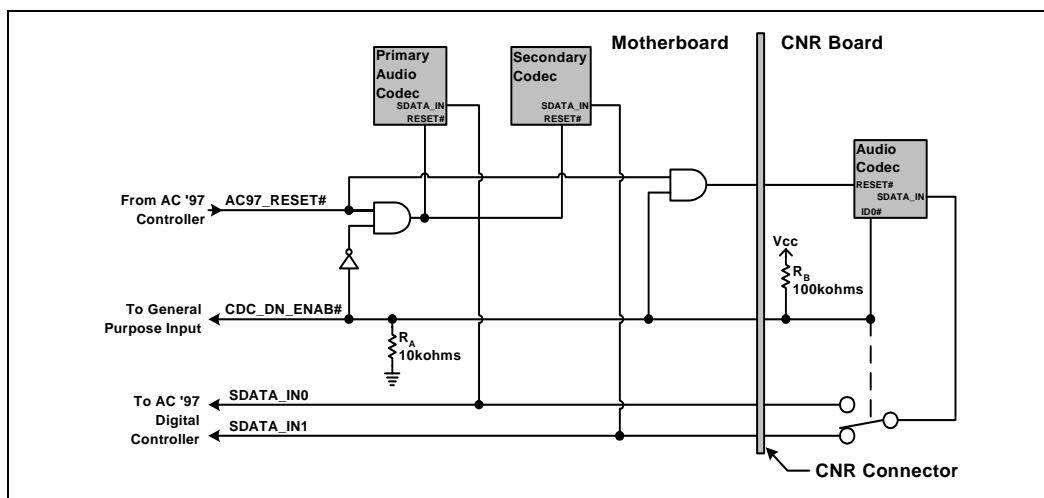 Motherboard
CNR Board
Primary
Audio
Codec
SDATA_IN
RESET#
Secondary
Codec
SDATA_IN
RESET#
Audio
Codec
RESET#
SDATA_IN
ID0#
From AC '97
Controller
AC97_RESET#
Vcc
RB
100kohms
To General
Purpose Input
CDC_DN_ENAB#
RA
10kohms
To AC '97
Digital
Controller
SDATA_IN0
SDATA_IN1
CNR Connector